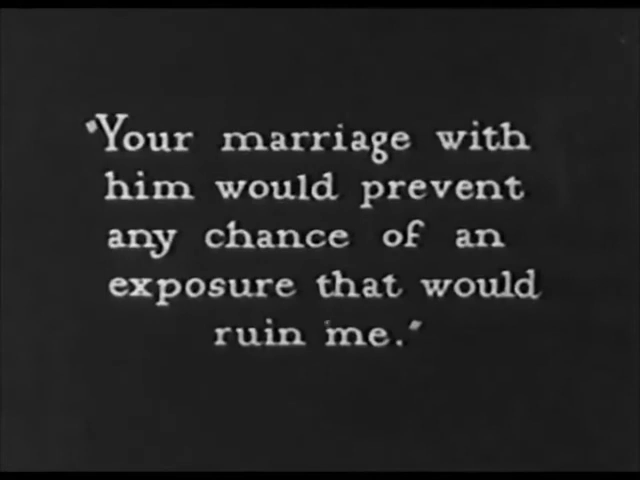 "Your marriage with
him would prevent
any chance of an
exposure that would
ruin me."